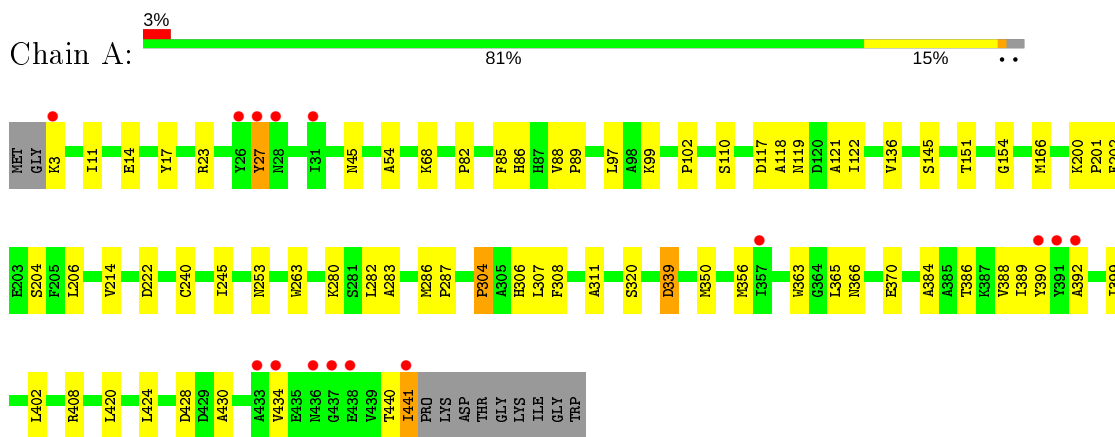 3%
Chain A:
81%
15%
MET GLY K3 I11 E14 Y17 R23 Y26 Y27 N28 I31 N45 A54 K68 P82 F85 H86 H87 V88 P89 L97 A98 K99 P102 S110 D117 A118 N119 D120 A121 I122 V136 S145 T151 G154 M166 K200 P201
E203 S204 F205 L206 V214 D222 C240 I245 N253 W263 K280 S281 L282 A283 M286 P287 P304 A305 H306 L307 F308 A311 S320 D339 M350 M356 I357 W363 G364 L365 N366 E370 A384 A385 T386 K387 V388 I389 Y390 Y391 A392
L402 R408 L420 L424 D428 D429 A430 A433 V434 E435 N436 G437 E438 V439 T440 I441 PRO LYS ASP THR GLY LYS ILE GLY TRP